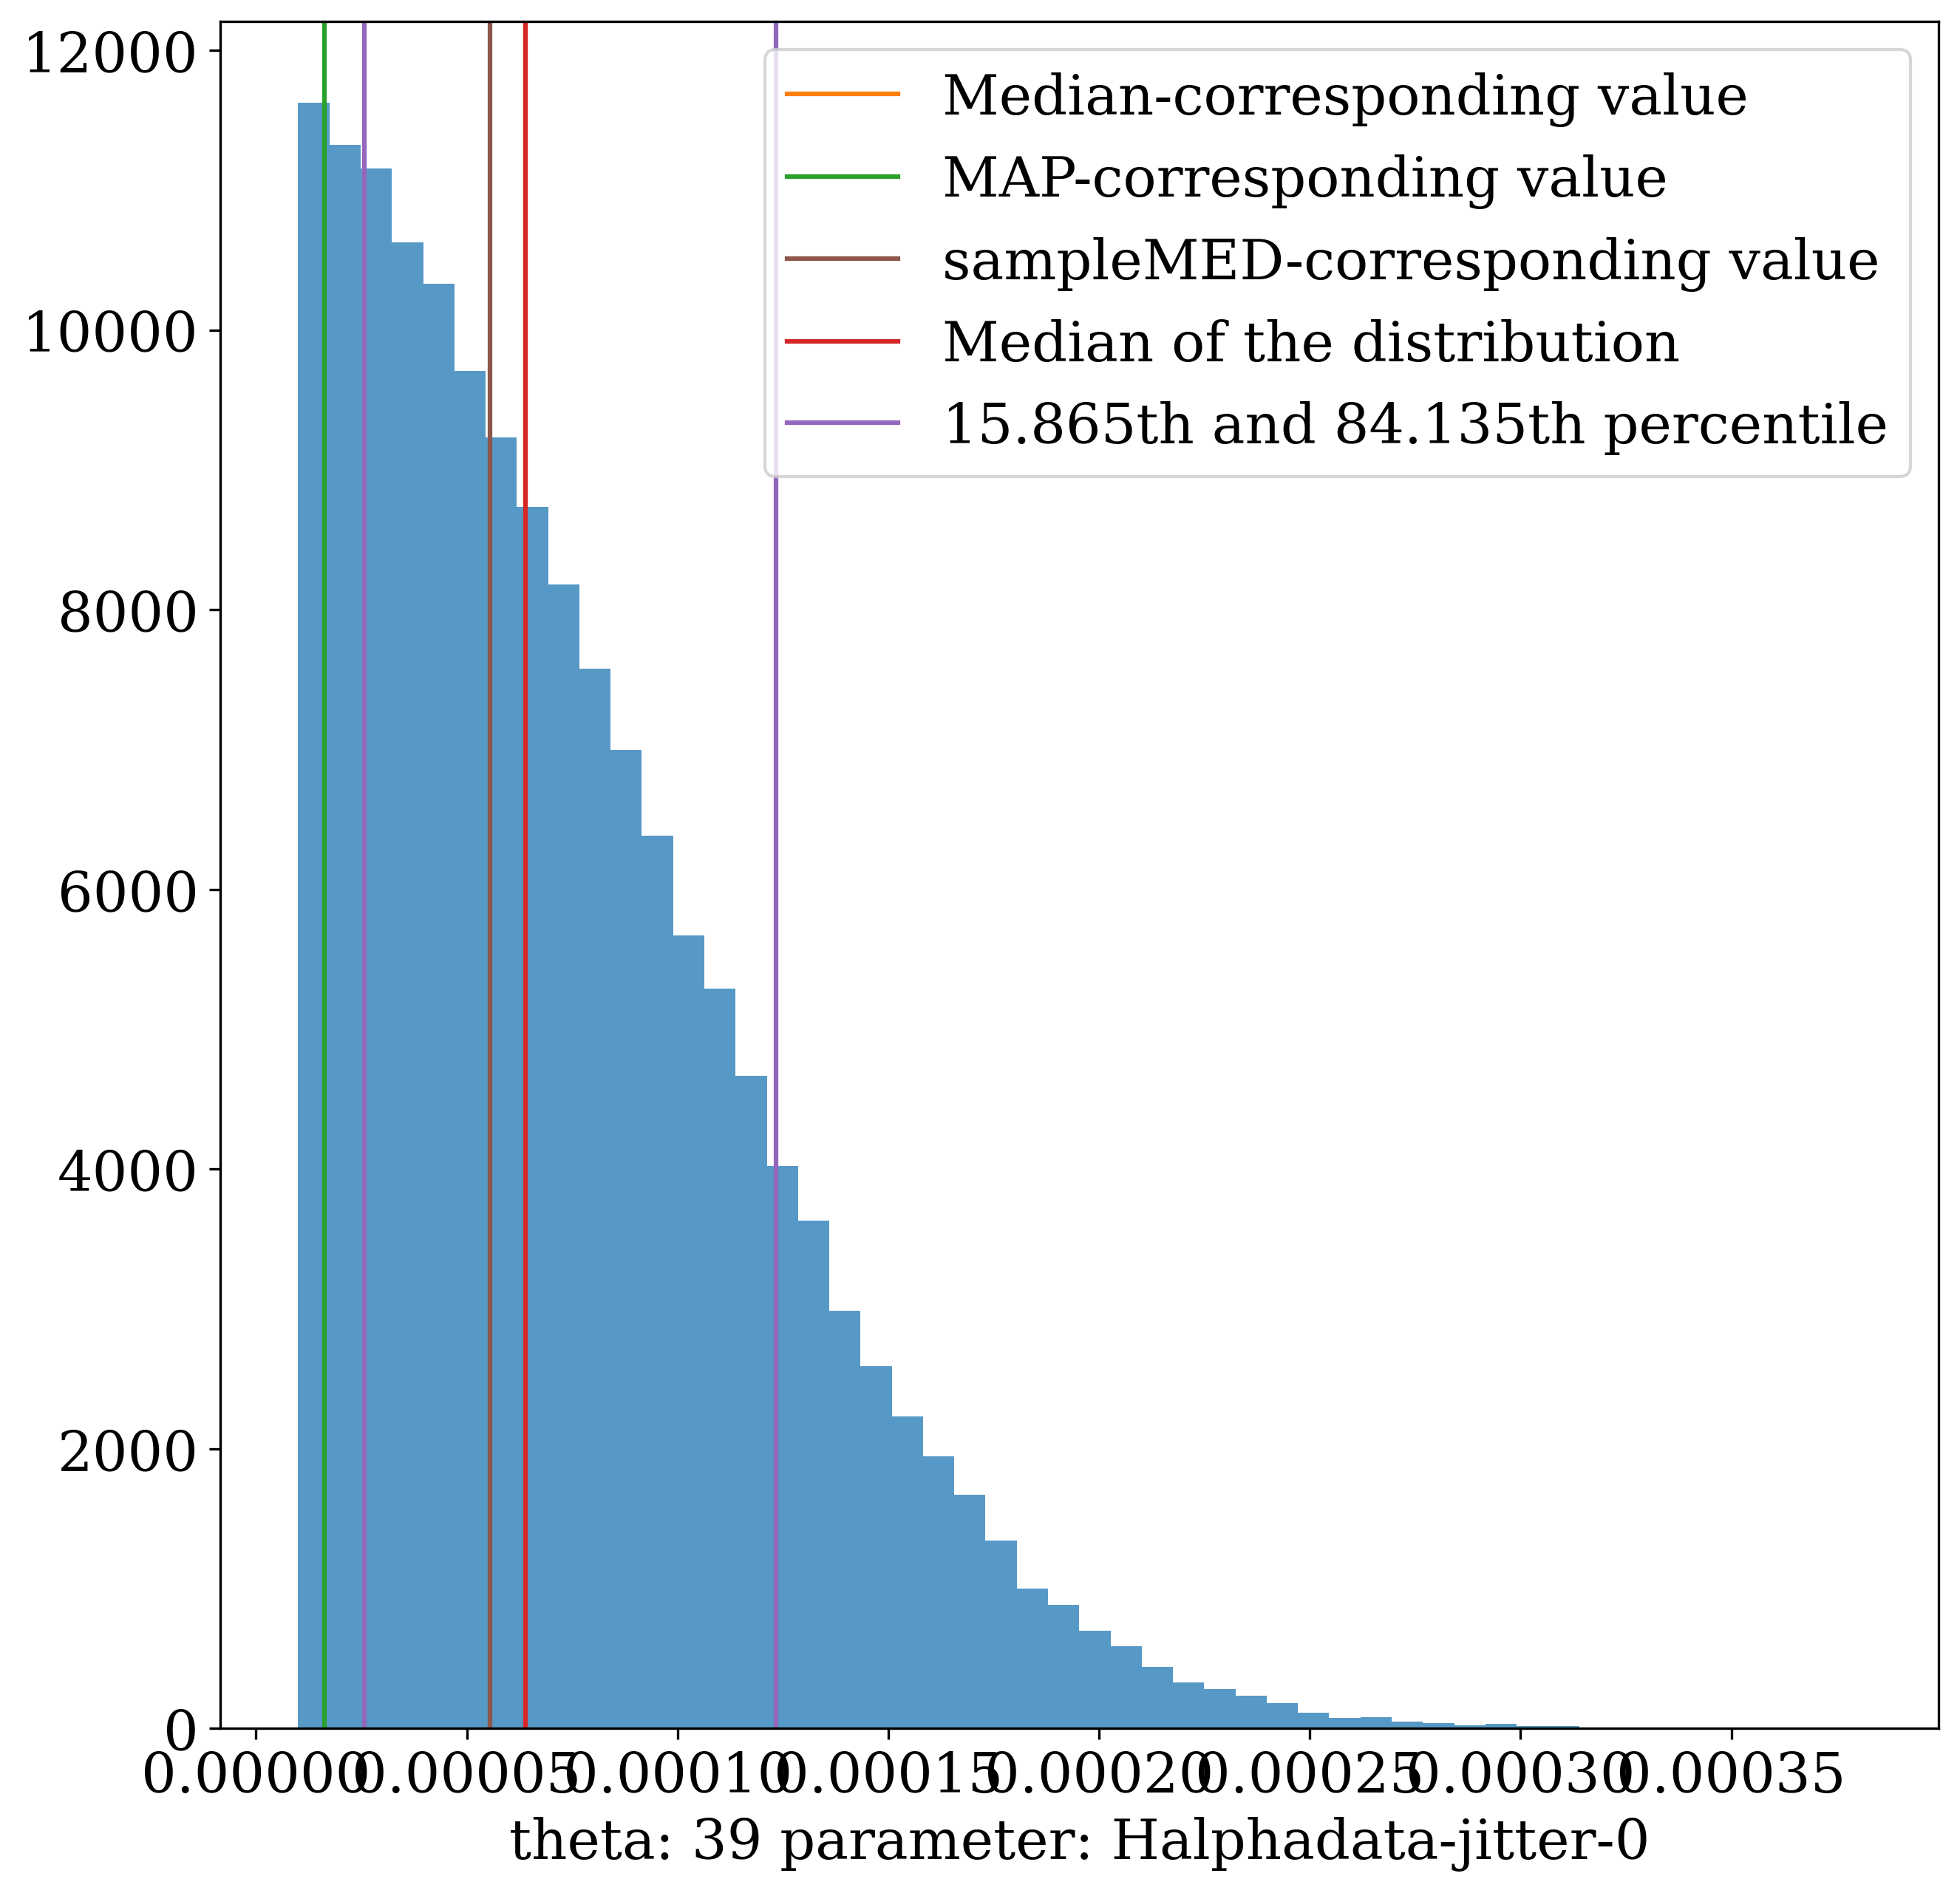 12000
10000
8000
6000
4000
2000
0
Median-corresponding value
MAP-corresponding value
sampleMED-corresponding value
Median of the distribution
15.865th and 84.135th percentile
0.00000 0.00005 0.00010 0.00015 0.00020 0.00025 0.00030 0.00035
theta: 39 parameter: Halphadata-jitter-0